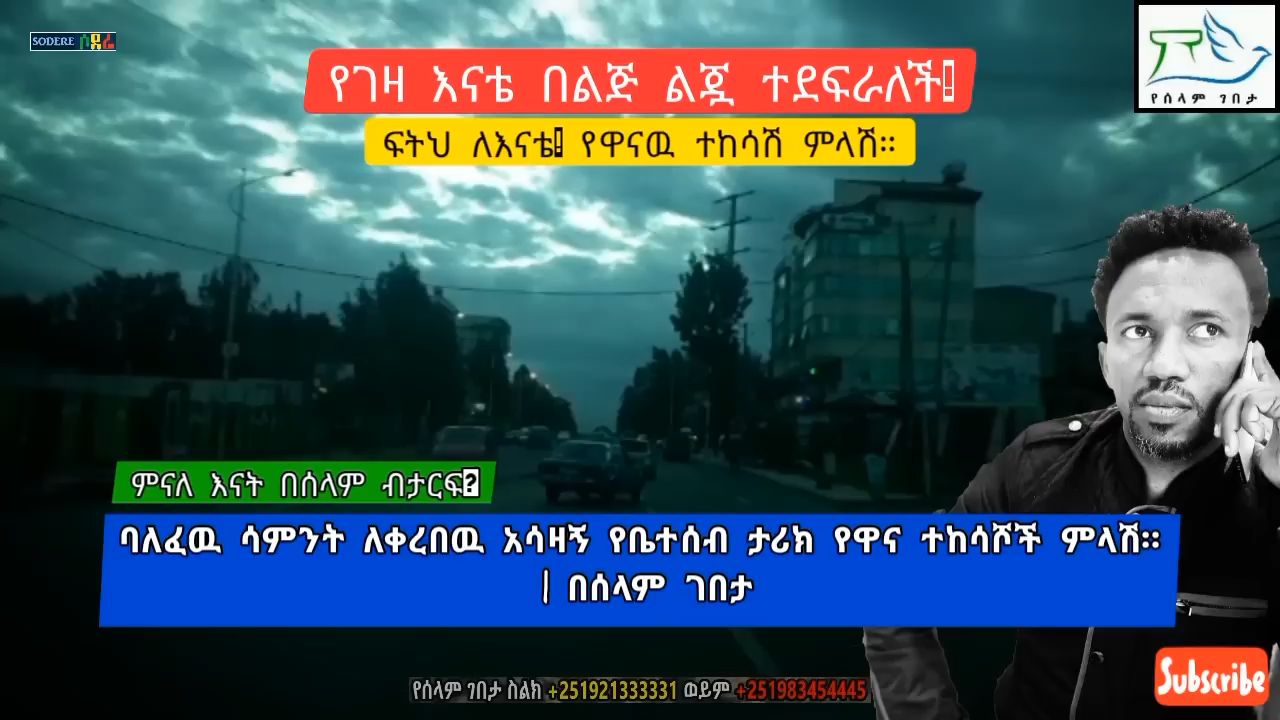 SODERE ሶደሬ
የሰላም ገበታ
የገዛ እናቴ በልጅ ልጇ ተደፍራለች
ፍትህ ለእናቴ የዋናዉ ተከሳሽ ምላሽ።
ምናለ እናት በሰላም ብታርፍ?
ባለፈዉ ሳምንት ለቀረበዉ አሳዛኝ የቤተሰብ ታሪክ የዋና ተከሳሾች ምላሽ።
| በሰላም ገበታ
Subscribe
የሰላም ገበታ ስልክ +251921333331 ወይም +251983454445